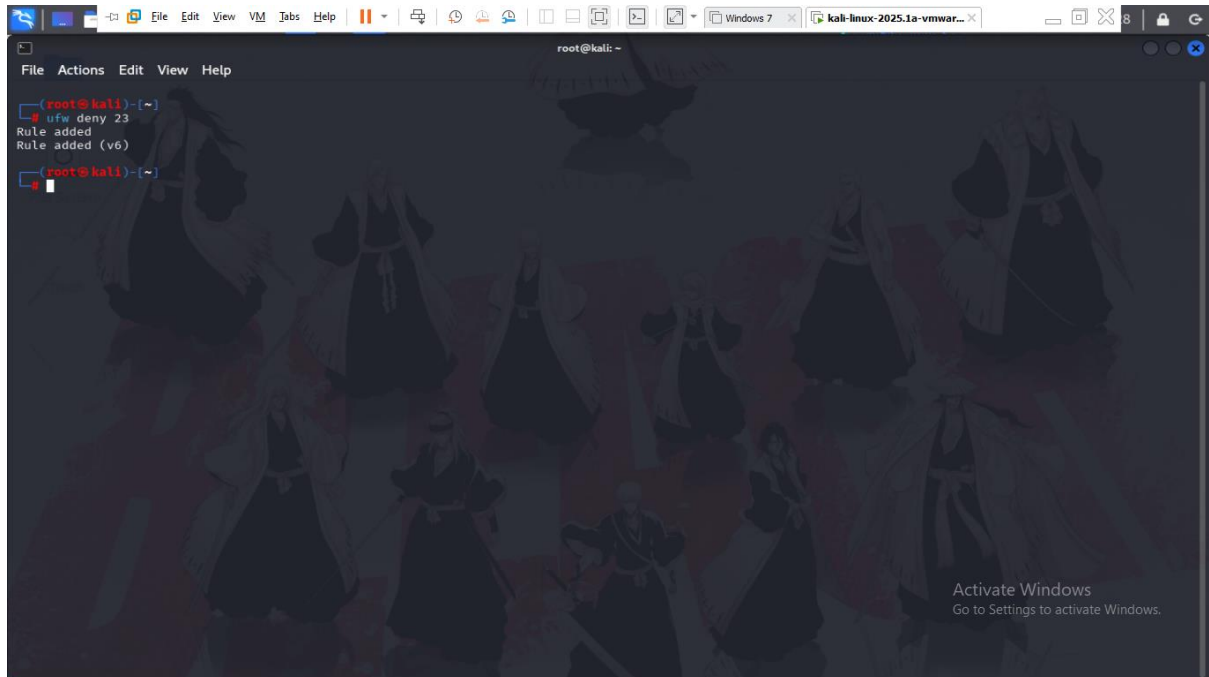 File Edit View VM Tabs Help
Windows 7
kali-linux-2025.1a-vmwar...
root@kali: ~
File Actions Edit View Help
┌──(root㉿kali)-[~]
└─# ufw deny 23
Rule added
Rule added (v6)
┌──(root㉿kali)-[~]
└─#
Activate Windows
Go to Settings to activate Windows.